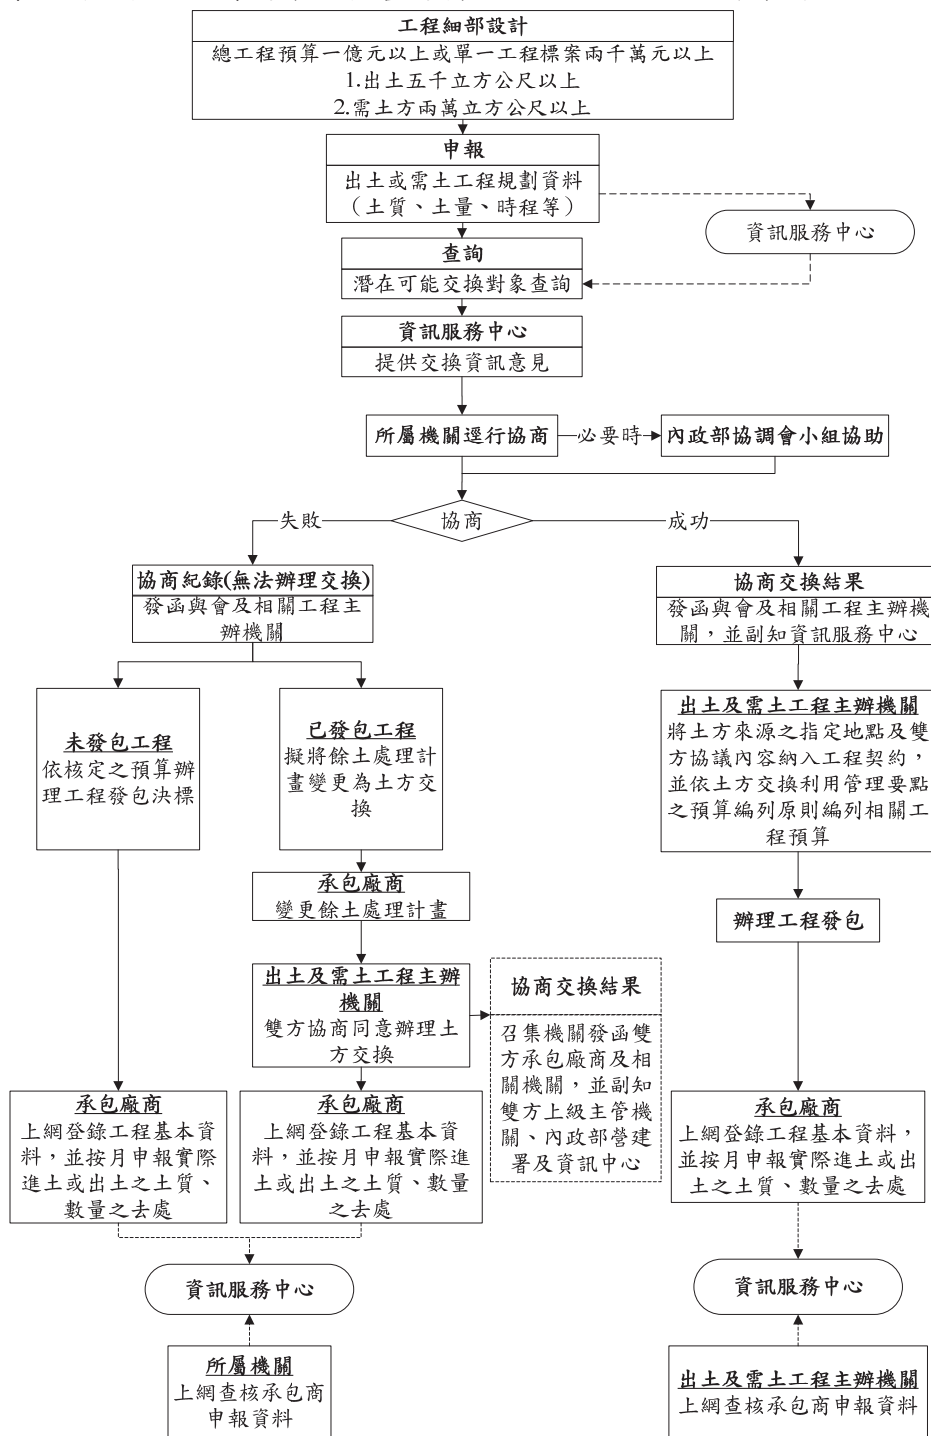 工程細部設計
總工程預算一億元以上或單一工程標案兩千萬元以上
1.出土五千立方公尺以上
2.需土方兩萬立方公尺以上
申報
出土或需土工程規劃資料
（土質、土量、時程等）
資訊服務中心
查詢
潛在可能交換對象查詢
資訊服務中心
提供交換資訊意見
所屬機關逕行協商
必要時
內政部協調會小組協助
協商
失敗
成功
協商紀錄(無法辦理交換)
發函與會及相關工程主
辦機關
協商交換結果
發函與會及相關工程主辦機
關，並副知資訊服務中心
未發包工程
依核定之預算辦
理工程發包決標
已發包工程
擬將餘土處理計
畫變更為土方交
換
出土及需土工程主辦機關
將土方來源之指定地點及雙
方協議內容納入工程契約，
並依土方交換利用管理要點
之預算編列原則編列相關工
程預算
承包廠商
變更餘土處理計畫
辦理工程發包
出土及需土工程主辦
機關
雙方協商同意辦理土
方交換
協商交換結果
召集機關發函雙
方承包廠商及相
關機關，並副知
雙方上級主管機
關、內政部營建
署及資訊中心
承包廠商
上網登錄工程基本資
料，並按月申報實際
進土或出土之土質、
數量之去處
承包廠商
上網登錄工程基本資
料，並按月申報實際進
土或出土之土質、數量
之去處
承包廠商
上網登錄工程基本資料，
並按月申報實際進土或出
土之土質、數量之去處
資訊服務中心
資訊服務中心
所屬機關
上網查核承包商
申報資料
出土及需土工程主辦機關
上網查核承包商申報資料